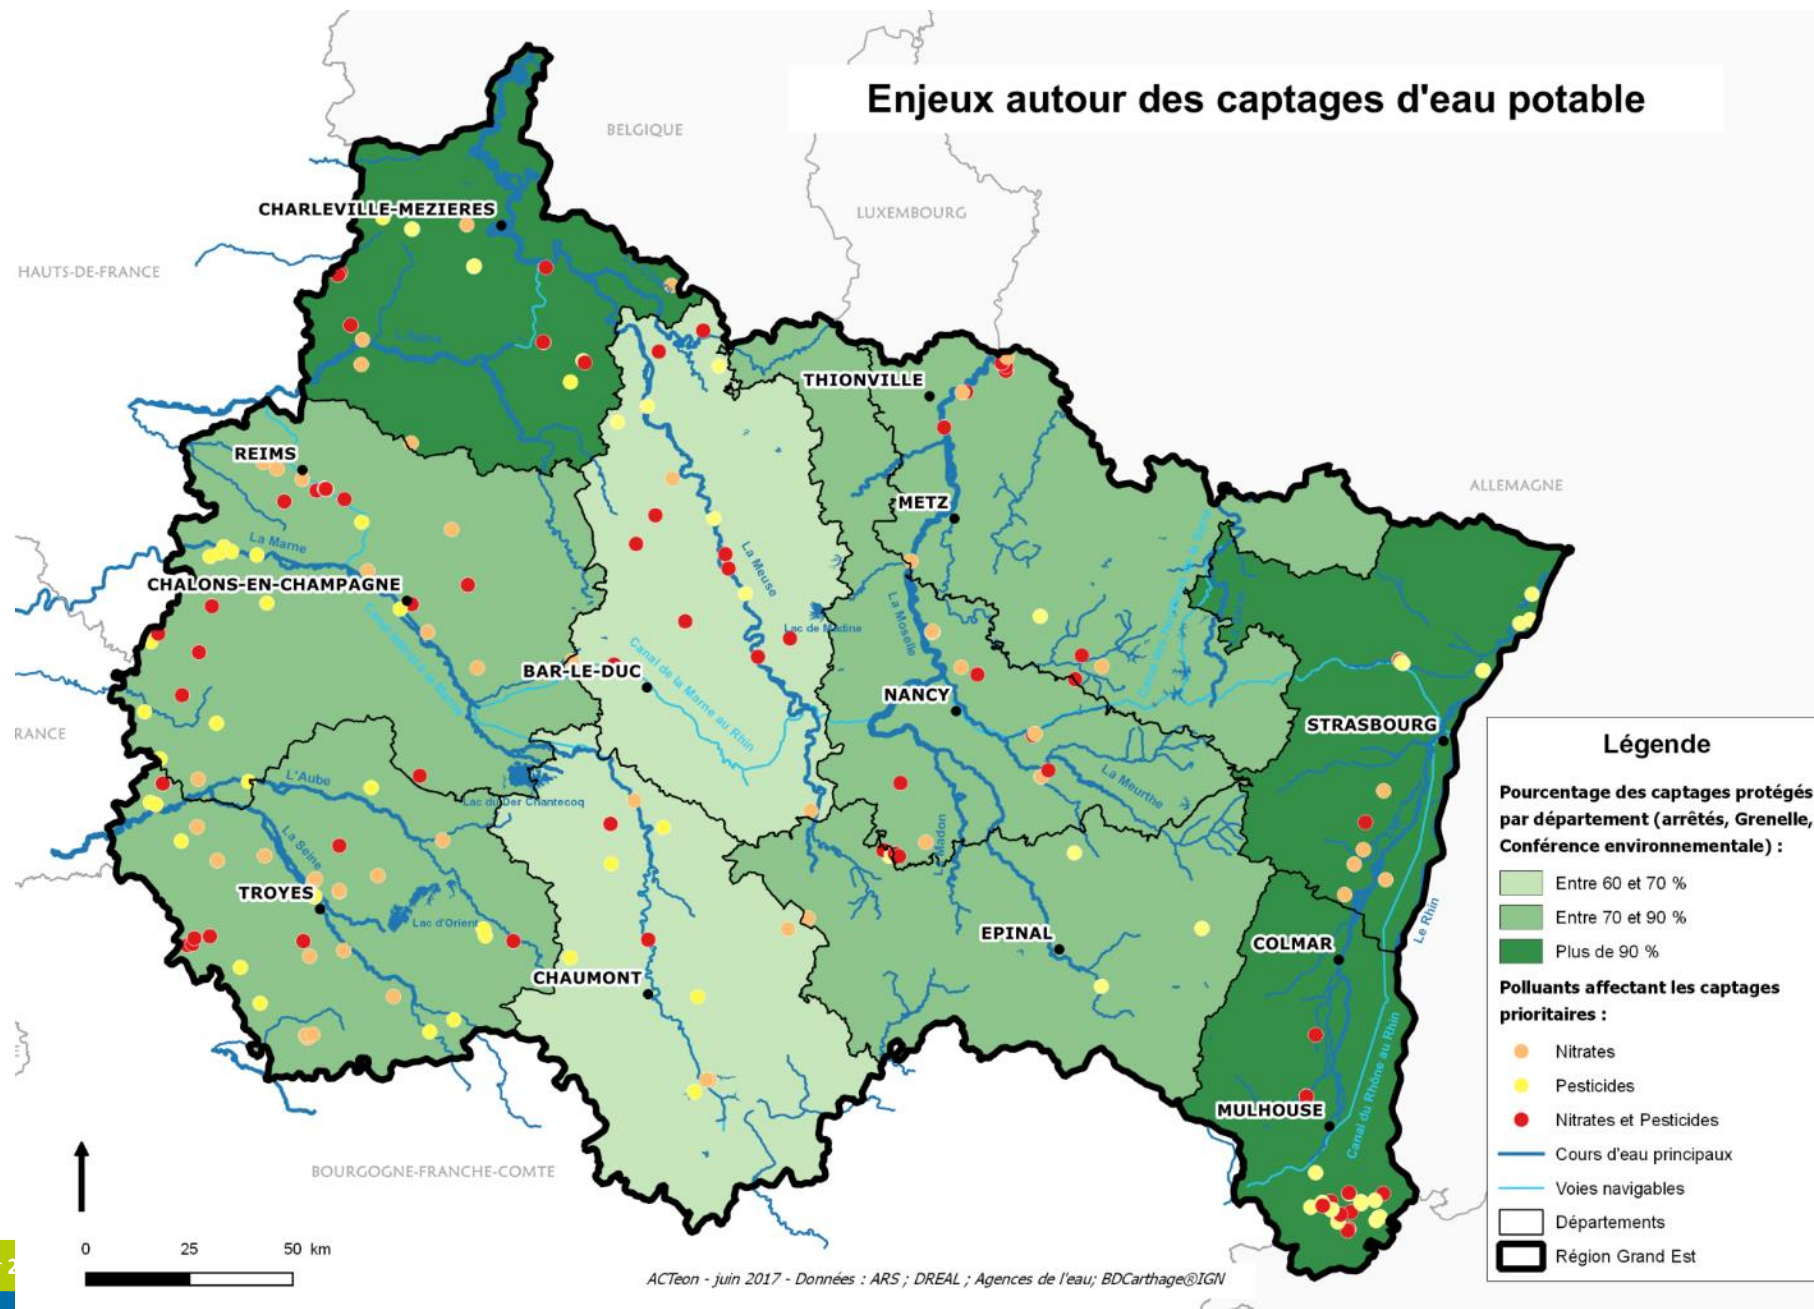 Enjeux autour des captages d'eau potable
BELGIQUE
CHARLEVILLE-MEZIERES
LUXEMBOURG
HAUTS-DE-FRANCE
THIONVILLE
REIMS
METZ
ALLEMAGNE
La Marne
La Meuse
CHALONS-EN-CHAMPAGNE
Lac de Madine
La Moselle
BAR-LE-DUC
Canal de la Marne au Rhin
NANCY
RANCE
STRASBOURG
L'Aube
La Meurthe
Lac du Der Chantecoq
La Seine
TROYES
Lac d'Orient
EPINAL
COLMAR
Le Rhin
CHAUMONT
MULHOUSE
Canal du Rhône au Rhin
BOURGOGNE-FRANCHE-COMTE
Légende
Pourcentage des captages protégés
par département (arrêtés, Grenelle,
Conférence environnementale) :
Entre 60 et 70 %
Entre 70 et 90 %
Plus de 90 %
Polluants affectant les captages
prioritaires :
Nitrates
Pesticides
Nitrates et Pesticides
Cours d'eau principaux
Voies navigables
Départements
Région Grand Est
0 25 50 km
ACTeon - juin 2017 - Données : ARS ; DREAL ; Agences de l'eau; BDCarthage®IGN
2